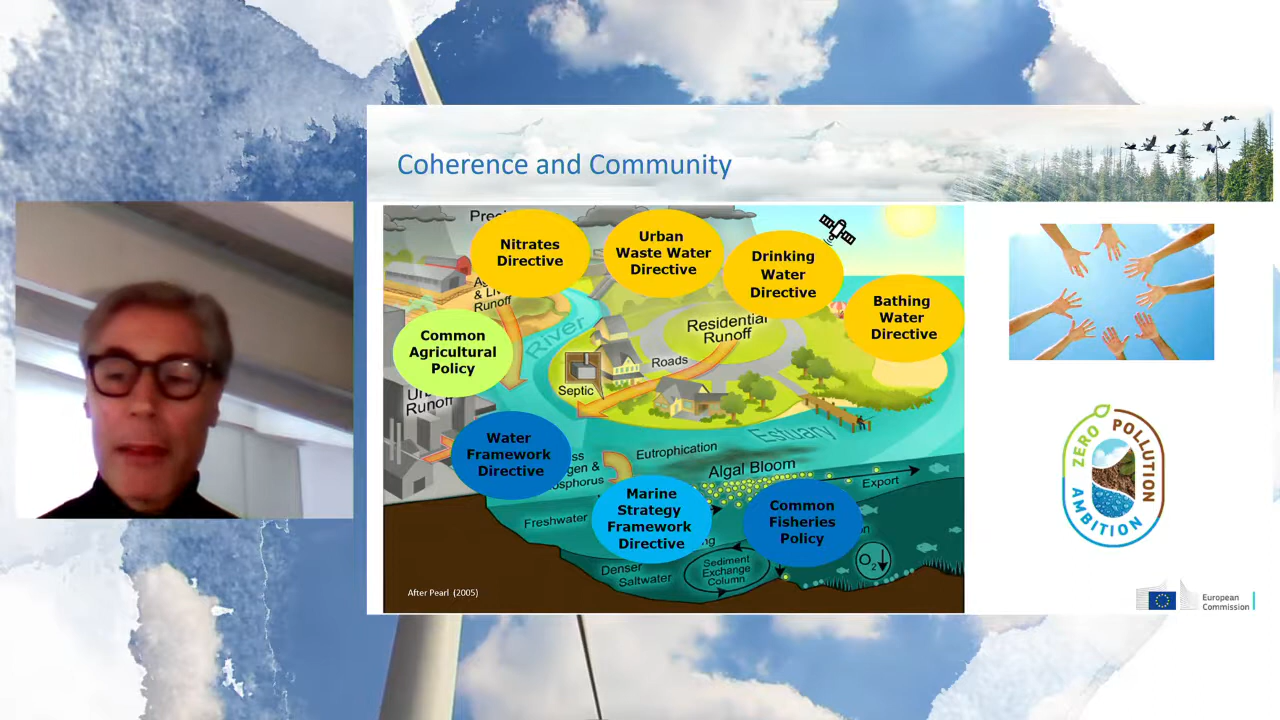 Coherence and Community
Nitrates
Directive
Urban
Waste Water
Directive
Drinking
Water
Directive
Bathing
Water
Directive
Runoff
River
Residential
Runoff
Common
Agricultural
Policy
Roads
Septic
Runoff
Water
Framework
Directive
Eutrophication
Estuary
Algal Bloom
Export
Marine
Strategy
Framework
Directive
Common
Fisheries
Policy
Freshwater
Denser
Saltwater
Sediment
Exchange
Column
O2
After Pearl (2005)
ZERO POLLUTION
AMBITION
European
Commission